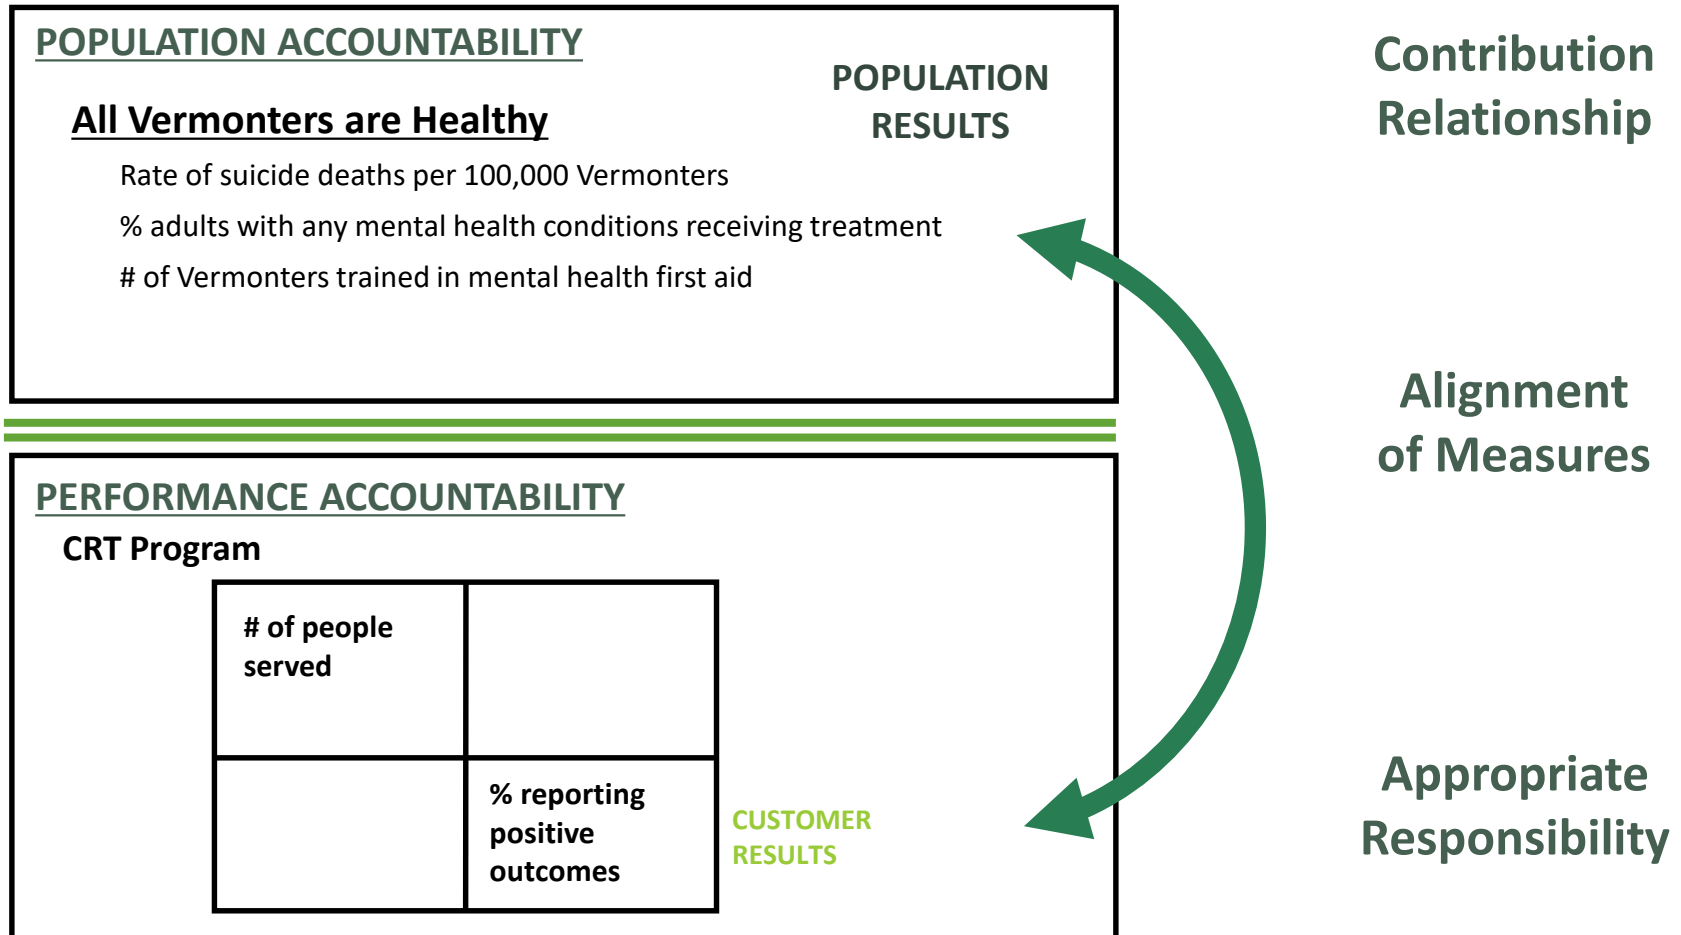 POPULATION ACCOUNTABILITY
POPULATION
RESULTS
All Vermonters are Healthy
Rate of suicide deaths per 100,000 Vermonters
% adults with any mental health conditions receiving treatment
# of Vermonters trained in mental health first aid
Contribution
Relationship
Alignment
of Measures
PERFORMANCE ACCOUNTABILITY
CRT Program
# of people
served
% reporting
positive
outcomes
CUSTOMER
RESULTS
Appropriate
Responsibility